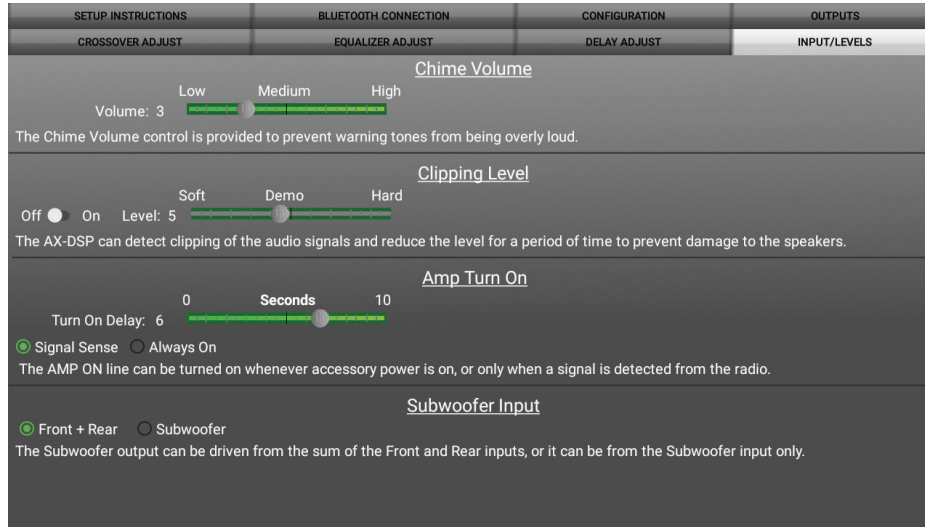 SETUP INSTRUCTIONS BLUETOOTH CONNECTION CONFIGURATION OUTPUTS
CROSSOVER ADJUST EQUALIZER ADJUST DELAY ADJUST INPUT/LEVELS
Chime Volume
Low Medium High
Volume: 3
The Chime Volume control is provided to prevent warning tones from being overly loud.
Clipping Level
Soft Demo Hard
Off On Level: 5
The AX-DSP can detect clipping of the audio signals and reduce the level for a period of time to prevent damage to the speakers.
Amp Turn On
0 Seconds 10
Turn On Delay: 6
Signal Sense Always On
The AMP ON line can be turned on whenever accessory power is on, or only when a signal is detected from the radio.
Subwoofer Input
Front + Rear Subwoofer
The Subwoofer output can be driven from the sum of the Front and Rear inputs, or it can be from the Subwoofer input only.